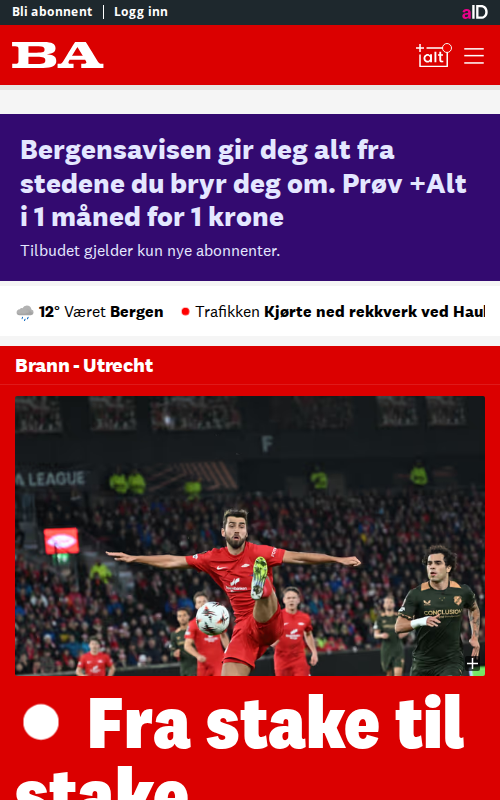 Bli abonnent | Logg inn
aID
BA
+alt
Bergensavisen gir deg alt fra
stedene du bryr deg om. Prøv +Alt
i 1 måned for 1 krone
Tilbudet gjelder kun nye abonnenter.
12° Været Bergen
Trafikken Kjørte ned rekkverk ved Haul
Brann - Utrecht
A LEAGUE
F
CONCLUSION
Fra stake til
stake